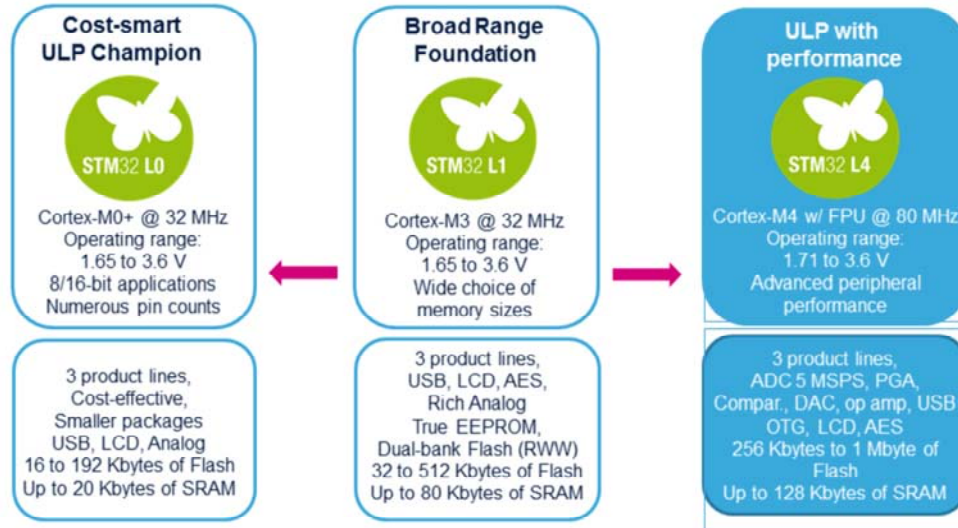 Cost-smart
ULP Champion
STM32 L0
Cortex-M0+ @ 32 MHz
Operating range:
1.65 to 3.6 V
8/16-bit applications
Numerous pin counts
3 product lines,
Cost-effective,
Smaller packages
USB, LCD, Analog
16 to 192 Kbytes of Flash
Up to 20 Kbytes of SRAM
Broad Range
Foundation
STM32 L1
Cortex-M3 @ 32 MHz
Operating range:
1.65 to 3.6 V
Wide choice of
memory sizes
3 product lines,
USB, LCD, AES,
Rich Analog
True EEPROM,
Dual-bank Flash (RWW)
32 to 512 Kbytes of Flash
Up to 80 Kbytes of SRAM
ULP with
performance
STM32 L4
Cortex-M4 w/ FPU @ 80 MHz
Operating range:
1.71 to 3.6 V
Advanced peripheral
performance
3 product lines,
ADC 5 MSPS, PGA,
Compar., DAC, op amp, USB
OTG, LCD, AES
256 Kbytes to 1 Mbyte of
Flash
Up to 128 Kbytes of SRAM